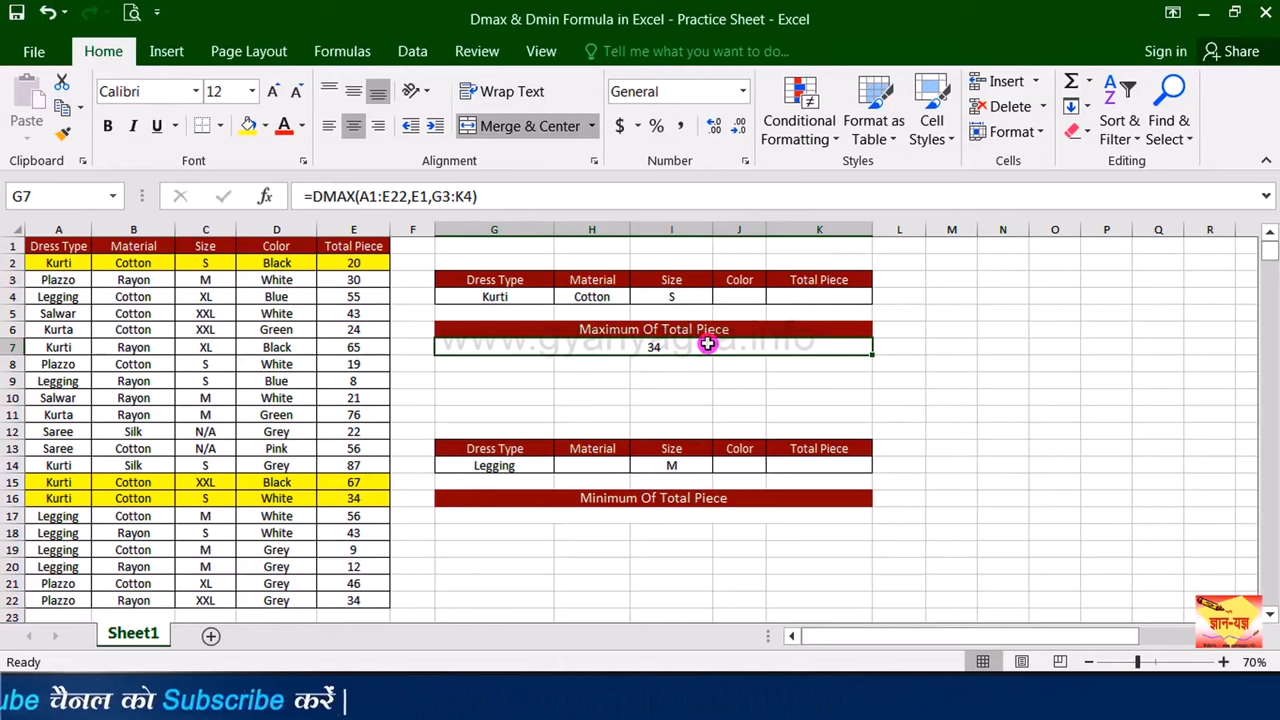 Dmax & Dmin Formula in Excel - Practice Sheet - Excel
File Home Insert Page Layout Formulas Data Review View Tell me what you want to do... Sign in Share
Paste Calibri 12 A A Wrap Text General Conditional Formatting Format as Table Cell Styles Insert Delete Format Sort & Filter Find & Select
B I U A Merge & Center $ % ,
Clipboard Font Alignment Number Styles Cells Editing
G7 fx =DMAX(A1:E22,E1,G3:K4)
A B C D E F G H I J K L M N O P Q R
1 Dress Type Material Size Color Total Piece
2 Kurti Cotton S Black 20
3 Plazzo Rayon M White 30 Dress Type Material Size Color Total Piece
4 Legging Cotton XL Blue 55 Kurti Cotton S
5 Salwar Cotton XXL White 43
6 Kurta Cotton XXL Green 24 Maximum Of Total Piece
7 Kurti Rayon XL Black 65 34
8 Plazzo Cotton S White 19
9 Legging Rayon S Blue 8
10 Salwar Rayon M White 21
11 Kurta Rayon M Green 76
12 Saree Silk N/A Grey 22
13 Saree Cotton N/A Pink 56 Dress Type Material Size Color Total Piece
14 Kurti Silk S Grey 87 Legging M
15 Kurti Cotton XXL Black 67
16 Kurti Cotton S White 34 Minimum Of Total Piece
17 Legging Cotton M White 56
18 Legging Rayon S White 43
19 Legging Cotton M Grey 9
20 Legging Rayon M Grey 12
21 Plazzo Cotton XL Grey 46
22 Plazzo Rayon XXL Grey 34
23
Sheet1
ज्ञान-यज्ञ
Ready 70%
ube चैनल को Subscribe करें |